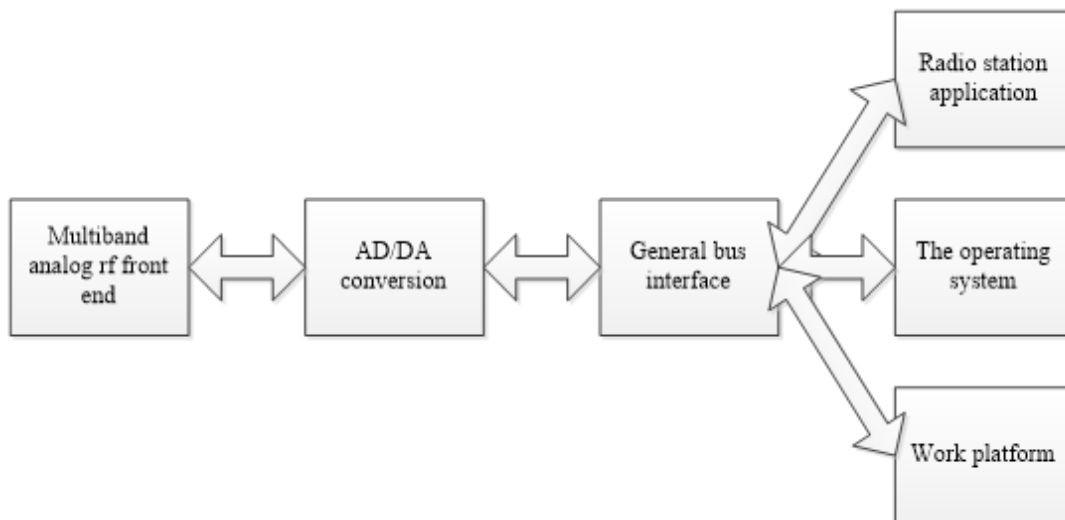 Radio station
application
Multiband
analog rf front
end
AD/DA
conversion
General bus
interface
The operating
system
Work platform